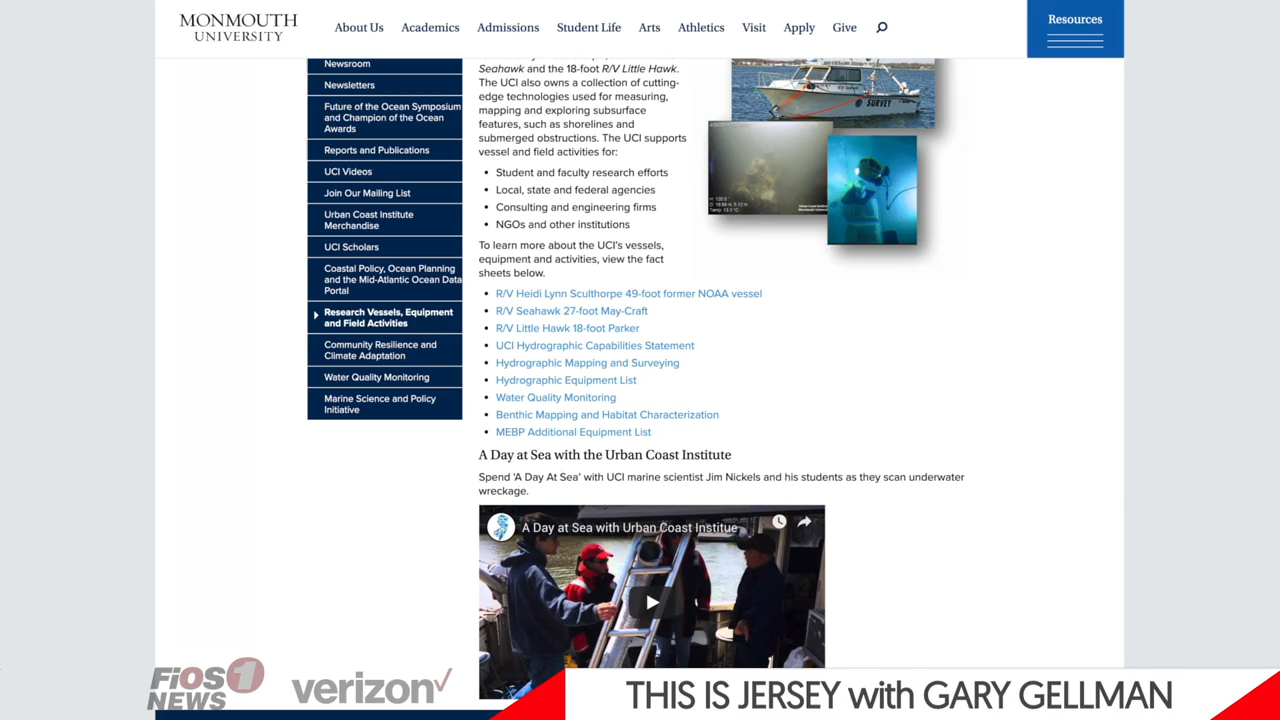 MONMOUTH
UNIVERSITY
About Us
Academics
Admissions
Student Life
Arts
Athletics
Visit
Apply
Give
Resources
Newsroom
Newsletters
Future of the Ocean Symposium
and Champion of the Ocean
Awards
Reports and Publications
UCI Videos
Join Our Mailing List
Urban Coast Institute
Merchandise
UCI Scholars
Coastal Policy, Ocean Planning
and the Mid-Atlantic Ocean Data
Portal
Research Vessels, Equipment
and Field Activities
Community Resilience and
Climate Adaptation
Water Quality Monitoring
Marine Science and Policy
Initiative
Seahawk and the 18-foot R/V Little Hawk.
The UCI also owns a collection of cutting-
edge technologies used for measuring,
mapping and exploring subsurface
features, such as shorelines and
submerged obstructions. The UCI supports
vessel and field activities for:
• Student and faculty research efforts
• Local, state and federal agencies
• Consulting and engineering firms
• NGOs and other institutions
To learn more about the UCI's vessels,
equipment and activities, view the fact
sheets below.
• R/V Heidi Lynn Sculthorpe 49-foot former NOAA vessel
• R/V Seahawk 27-foot May-Craft
• R/V Little Hawk 18-foot Parker
• UCI Hydrographic Capabilities Statement
• Hydrographic Mapping and Surveying
• Hydrographic Equipment List
• Water Quality Monitoring
• Benthic Mapping and Habitat Characterization
• MEBP Additional Equipment List
SURVEY
A Day at Sea with the Urban Coast Institute
Spend 'A Day At Sea' with UCI marine scientist Jim Nickels and his students as they scan underwater
wreckage.
A Day at Sea with Urban Coast Institue
FiOS1
NEWS
verizon
THIS IS JERSEY with GARY GELLMAN